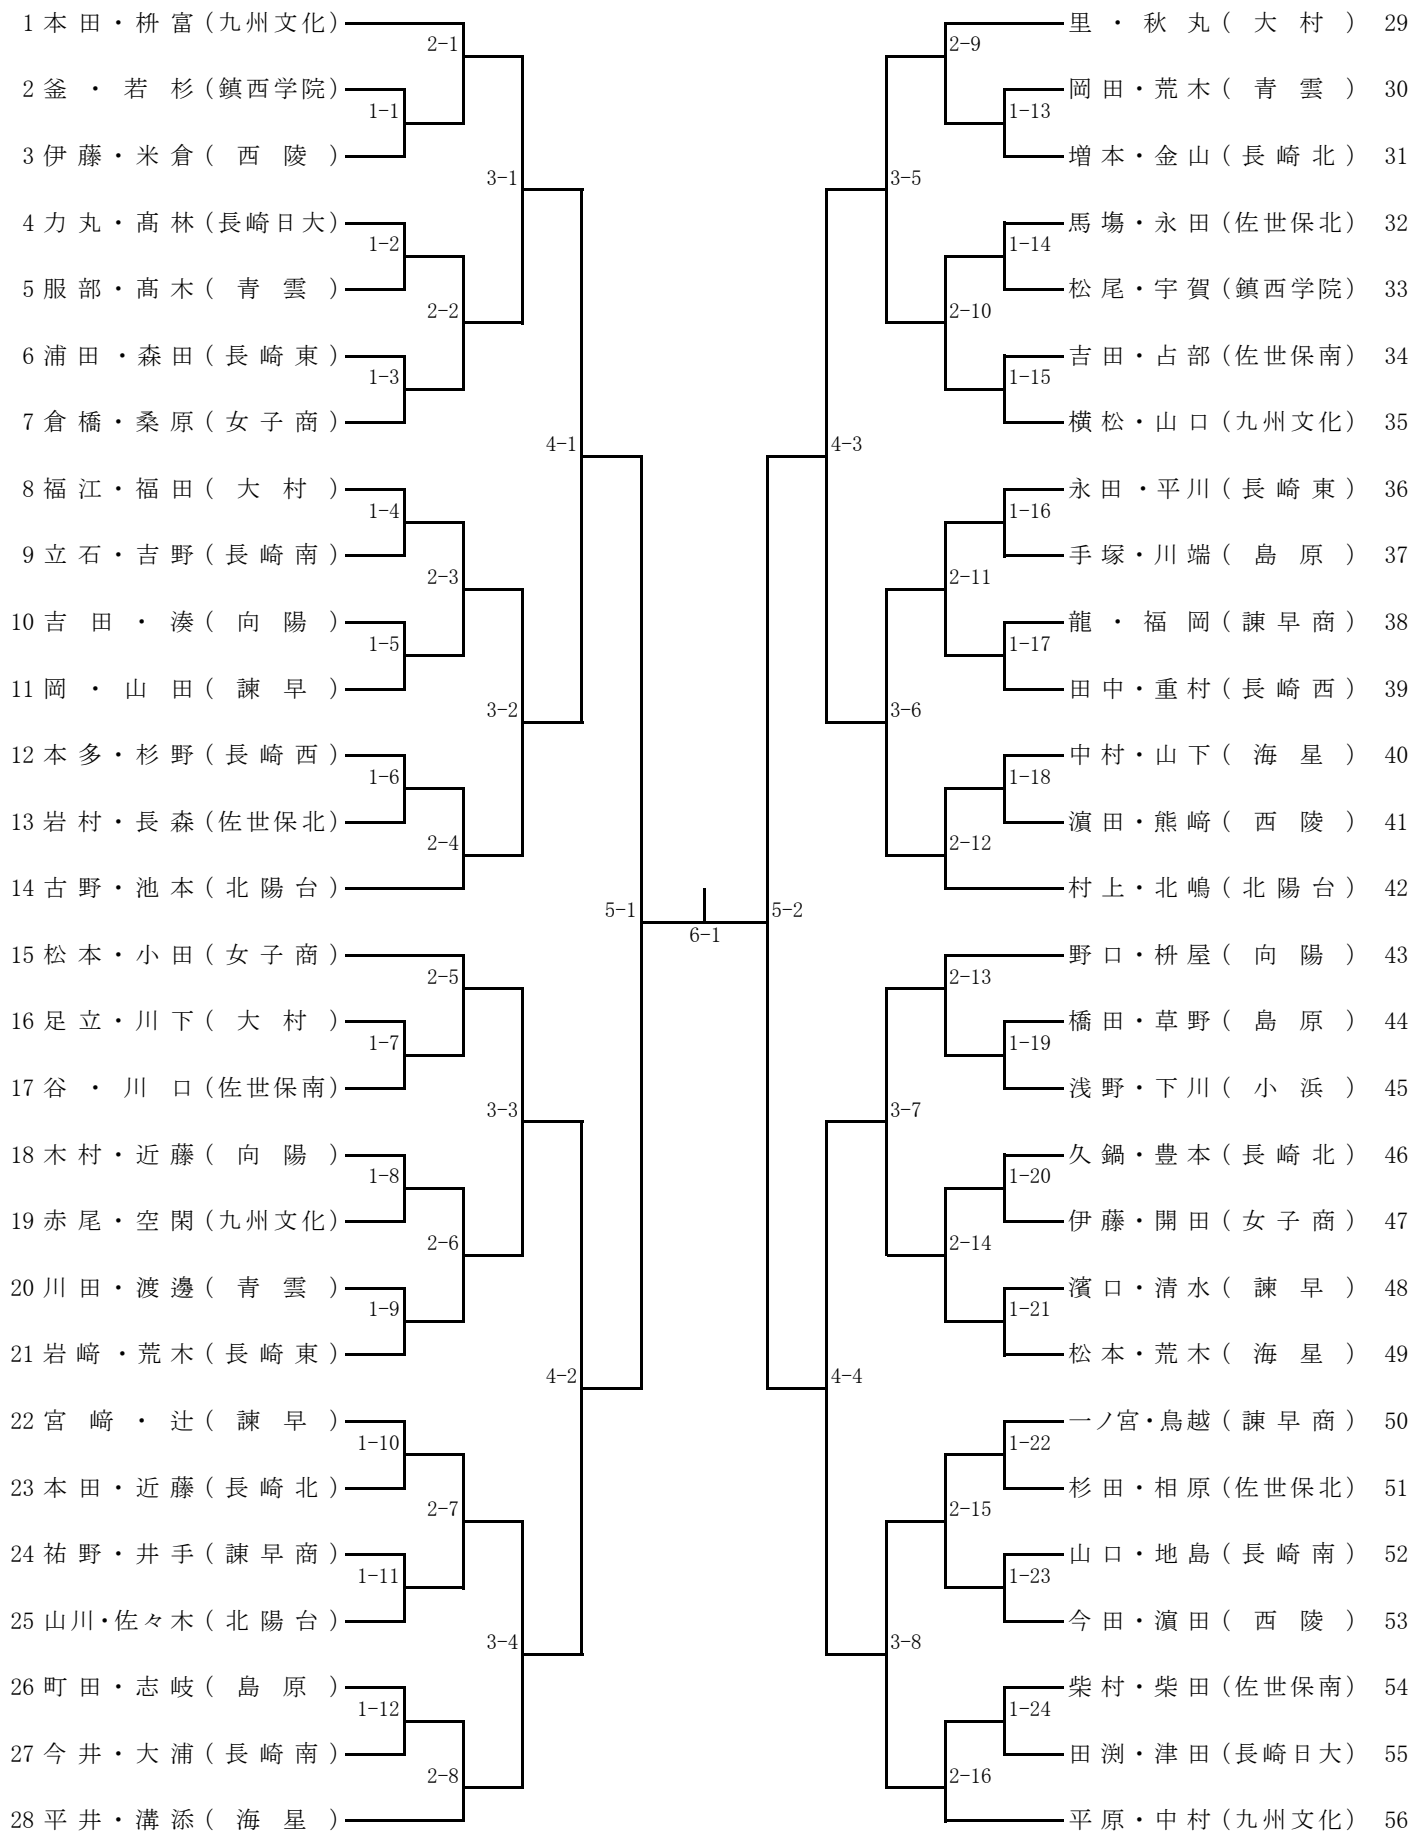 1 本田・枡富(九州文化)
2-1
2 釜・若杉(鎮西学院)
1-1
3 伊藤・米倉(西陵)
3-1
4 力丸・髙林(長崎日大)
1-2
5 服部・髙木(青雲)
2-2
6 浦田・森田(長崎東)
1-3
7 倉橋・桑原(女子商)
4-1
8 福江・福田(大村)
1-4
9 立石・吉野(長崎南)
2-3
10 吉田・湊(向陽)
1-5
11 岡・山田(諫早)
3-2
12 本多・杉野(長崎西)
1-6
13 岩村・長森(佐世保北)
2-4
14 古野・池本(北陽台)
5-1
15 松本・小田(女子商)
2-5
16 足立・川下(大村)
1-7
17 谷・川口(佐世保南)
3-3
18 木村・近藤(向陽)
1-8
19 赤尾・空閑(九州文化)
2-6
20 川田・渡邊(青雲)
1-9
21 岩﨑・荒木(長崎東)
4-2
22 宮﨑・辻(諫早)
1-10
23 本田・近藤(長崎北)
2-7
24 祐野・井手(諫早商)
1-11
25 山川・佐々木(北陽台)
3-4
26 町田・志岐(島原)
1-12
27 今井・大浦(長崎南)
2-8
28 平井・溝添(海星)
6-1
里・秋丸(大村) 29
2-9
岡田・荒木(青雲) 30
1-13
増本・金山(長崎北) 31
3-5
馬場・永田(佐世保北) 32
1-14
松尾・宇賀(鎮西学院) 33
2-10
吉田・占部(佐世保南) 34
1-15
横松・山口(九州文化) 35
4-3
永田・平川(長崎東) 36
1-16
手塚・川端(島原) 37
2-11
龍・福岡(諫早商) 38
1-17
田中・重村(長崎西) 39
3-6
中村・山下(海星) 40
1-18
濵田・熊﨑(西陵) 41
2-12
村上・北嶋(北陽台) 42
5-2
野口・枡屋(向陽) 43
2-13
橋田・草野(島原) 44
1-19
浅野・下川(小浜) 45
3-7
久鍋・豊本(長崎北) 46
1-20
伊藤・開田(女子商) 47
2-14
濱口・清水(諫早) 48
1-21
松本・荒木(海星) 49
4-4
一ノ宮・鳥越(諫早商) 50
1-22
杉田・相原(佐世保北) 51
2-15
山口・地島(長崎南) 52
1-23
今田・濵田(西陵) 53
3-8
柴村・柴田(佐世保南) 54
1-24
田渕・津田(長崎日大) 55
2-16
平原・中村(九州文化) 56